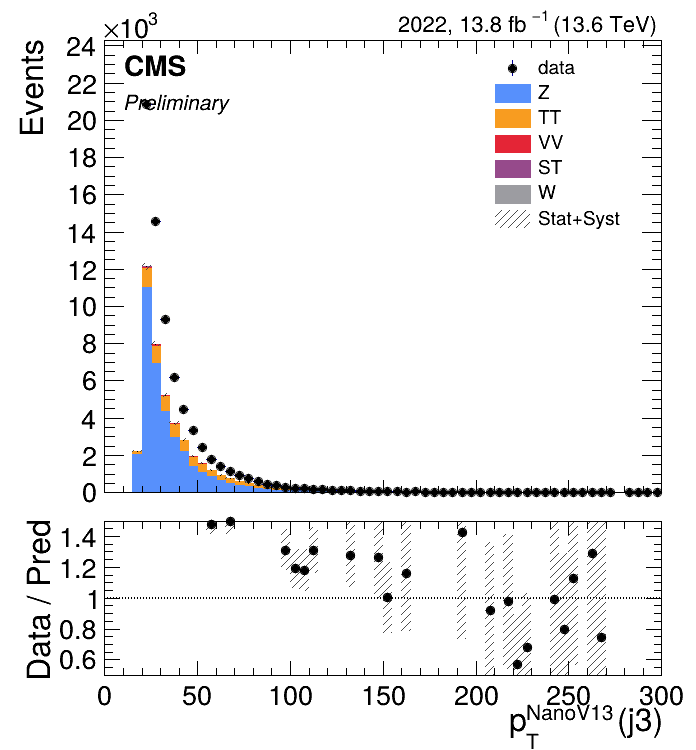 ×10³
2022, 13.8 fb⁻¹ (13.6 TeV)
CMS
Preliminary
Events
24
22
20
18
16
14
12
10
8
6
4
2
0
data
Z
TT
VV
ST
W
Stat+Syst
Data / Pred
1.4
1.2
1
0.8
0.6
0 50 100 150 200 250 300
p_T^NanoV13 (j3)